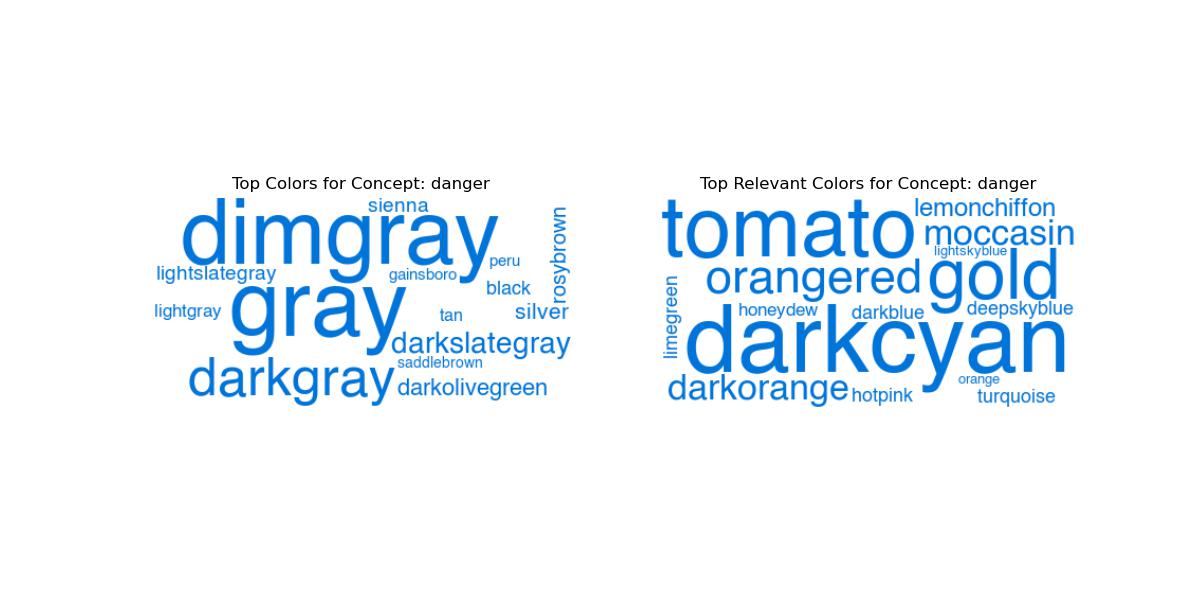 Top Colors for Concept: danger
sienna
dimgray
rosybrown
peru
lightslategray
gainsboro
black
gray
lightgray
tan
silver
darkslategray
saddlebrown
darkgray
darkolivegreen
Top Relevant Colors for Concept: danger
tomato
lemonchiffon
moccasin
lightskyblue
orangered
gold
limegreen
honeydew
darkblue
deepskyblue
darkcyan
orange
darkorange
hotpink
turquoise